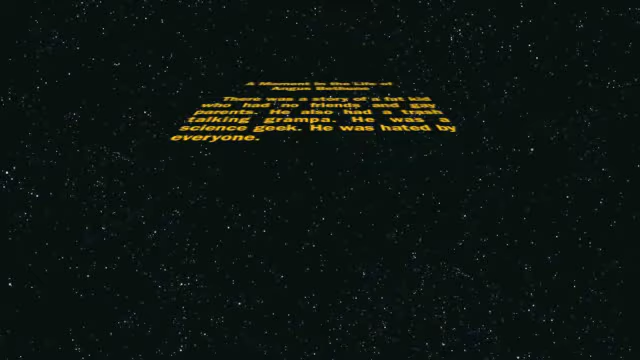 A Moment in the Life of
Angus Bethune
There was a story of a fat kid
who had no friends and gay
parents. He also had a trash
talking grampa. He was a
science geek. He was hated by
everyone.